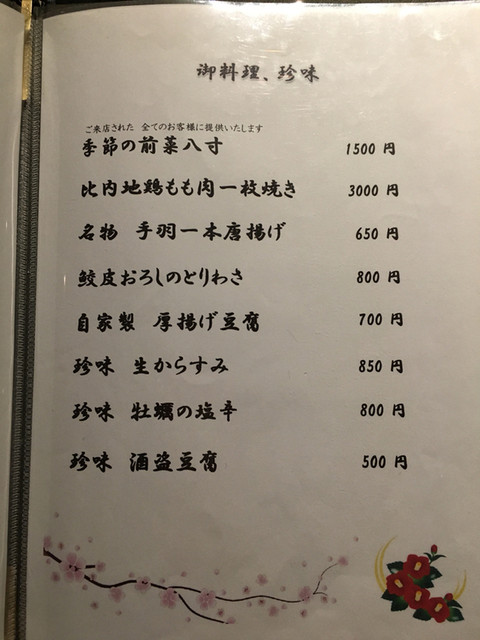 御料理、珍味
ご来店された 全てのお客様に提供いたします
季節の前菜八寸 1500 円
比内地鶏もも肉一枚焼き 3000 円
名物 手羽一本唐揚げ 650 円
鮫皮おろしのとりわさ 800 円
自家製 厚揚げ豆腐 700 円
珍味 生からすみ 850 円
珍味 牡蠣の塩辛 800 円
珍味 酒盗豆腐 500 円